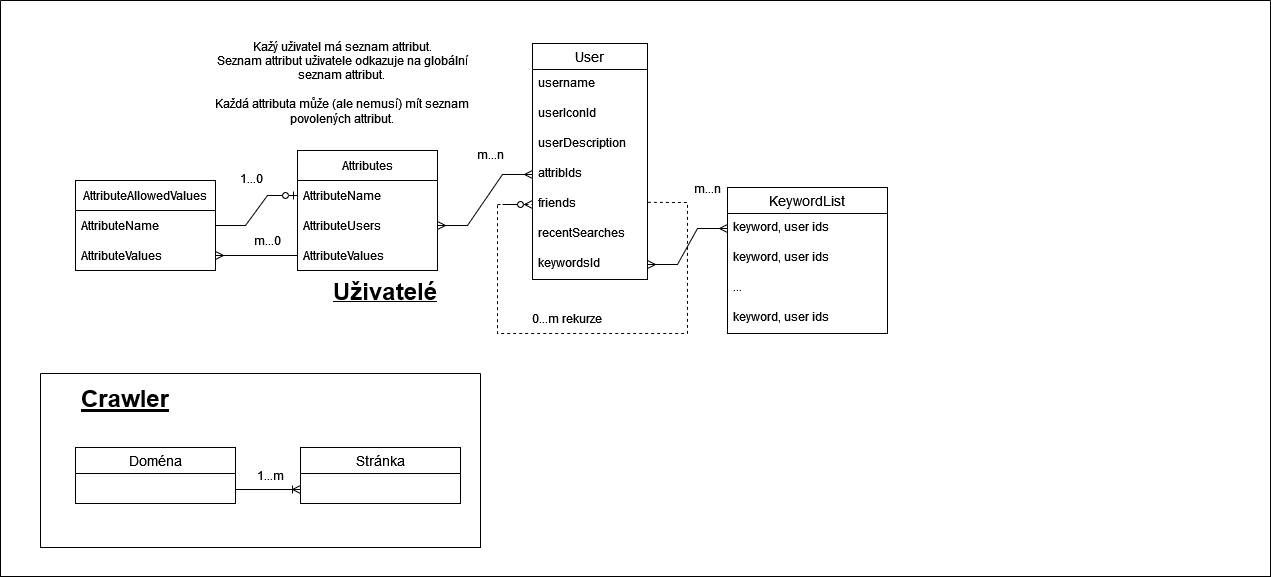 Kažý uživatel má seznam attribut.
Seznam attribut uživatele odkazuje na globální
seznam attribut.
Každá attributa může (ale nemusí) mít seznam
povolených attribut.
User
username
userIconId
userDescription
attribIds
friends
recentSearches
keywordsId
m...n
Attributes
AttributeName
AttributeUsers
AttributeValues
1...0
m...0
AttributeAllowedValues
AttributeName
AttributeValues
m...n
KeywordList
keyword, user ids
keyword, user ids
...
keyword, user ids
Uživatelé
0...m rekurze
Crawler
Doména
1...m
Stránka